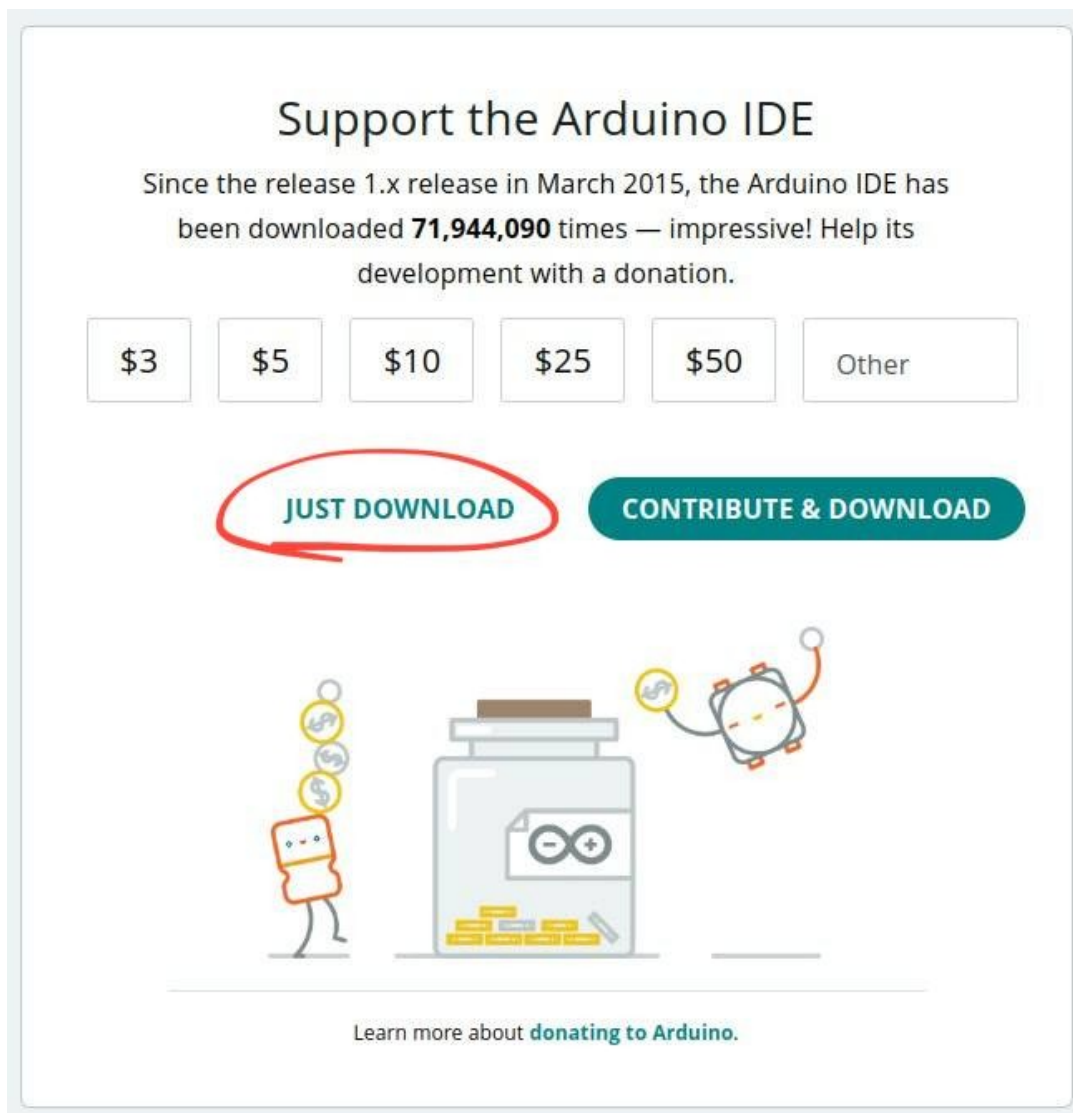 Support the Arduino IDE
Since the release 1.x release in March 2015, the Arduino IDE has
been downloaded 71,944,090 times — impressive! Help its
development with a donation.
$3 $5 $10 $25 $50 Other
JUST DOWNLOAD CONTRIBUTE & DOWNLOAD
Learn more about donating to Arduino.